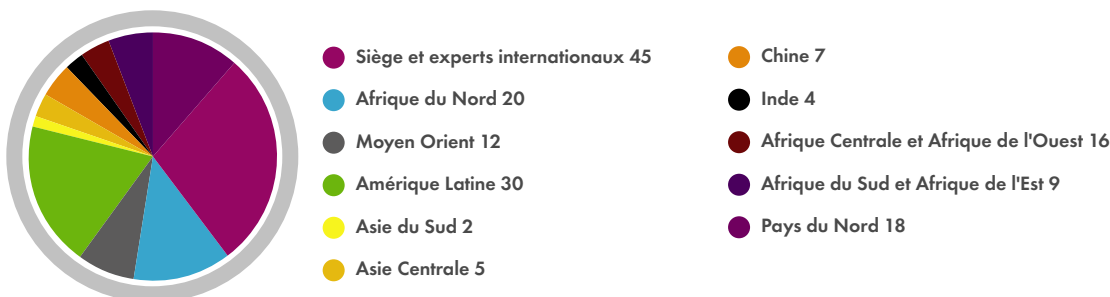 Siège et experts internationaux 45
Afrique du Nord 20
Moyen Orient 12
Amérique Latine 30
Asie du Sud 2
Asie Centrale 5
Chine 7
Inde 4
Afrique Centrale et Afrique de l'Ouest 16
Afrique du Sud et Afrique de l'Est 9
Pays du Nord 18